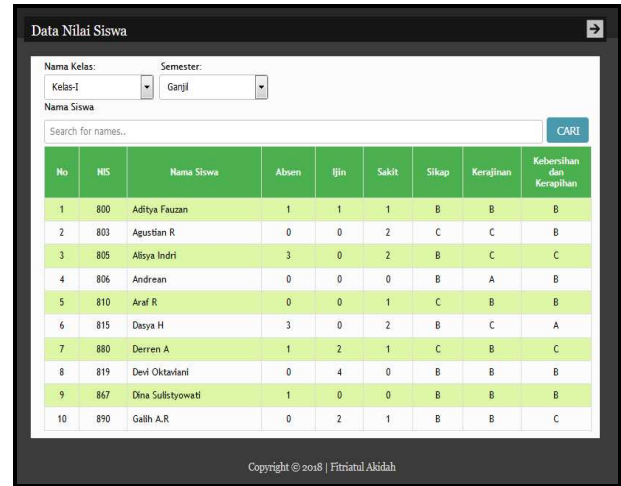 Data Nilai Siswa
Nama Kelas: Semester:
Kelas-I Ganjil
Nama Siswa
Search for names.. CARI
No NIS Nama Siswa Absen Ijin Sakit Sikap Kerajinan Kebersihan dan Kerapihan
1 800 Aditya Fauzan 1 1 1 B B B
2 803 Agustian R 0 0 2 C C B
3 805 Alisya Indri 3 0 2 B C C
4 806 Andrean 0 0 0 B A B
5 810 Araf R 0 0 1 C B B
6 815 Dasya H 3 0 2 B C A
7 880 Derren A 1 2 1 C B C
8 819 Devi Oktaviani 0 4 0 B B B
9 867 Dina Sulistyowati 1 0 0 B B B
10 890 Galih A.R 0 2 1 B B C
Copyright © 2018 | Fitriatul Akidah